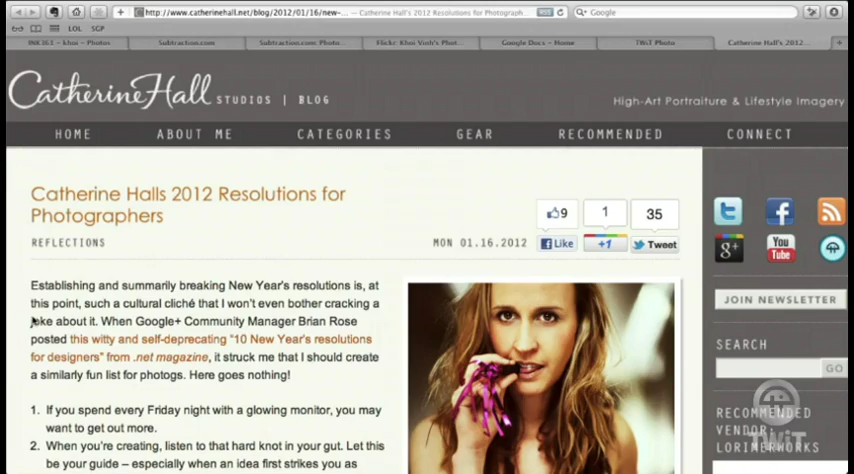 http://www.catherinehall.net/blog/2012/01/16/new-... — Catherine Hall's 2012 Resolutions for Photograph...
RSS
Google
LOL SGP
INK361 – khoi – Photos
Subtraction.com
Subtraction.com: Photo...
Flickr: Khoi Vinh's Phot...
Google Docs – Home
TWiT Photo
Catherine Hall's 2012...
Catherine Hall STUDIOS | BLOG
High-Art Portraiture & Lifestyle Imagery
HOME ABOUT ME CATEGORIES GEAR RECOMMENDED CONNECT
Catherine Halls 2012 Resolutions for
Photographers
REFLECTIONS
MON 01.16.2012
9 1 35
Like +1 Tweet
Establishing and summarily breaking New Year's resolutions is, at
this point, such a cultural cliché that I won't even bother cracking a
joke about it. When Google+ Community Manager Brian Rose
posted this witty and self-deprecating "10 New Year's resolutions
for designers" from .net magazine, it struck me that I should create
a similarly fun list for photogs. Here goes nothing!
1. If you spend every Friday night with a glowing monitor, you may
want to get out more.
2. When you're creating, listen to that hard knot in your gut. Let this
be your guide – especially when an idea first strikes you as
g+ You Tube
JOIN NEWSLETTER
SEARCH
GO
RECOMMENDED
VENDOR:
LORIMERWORKS
TWiT